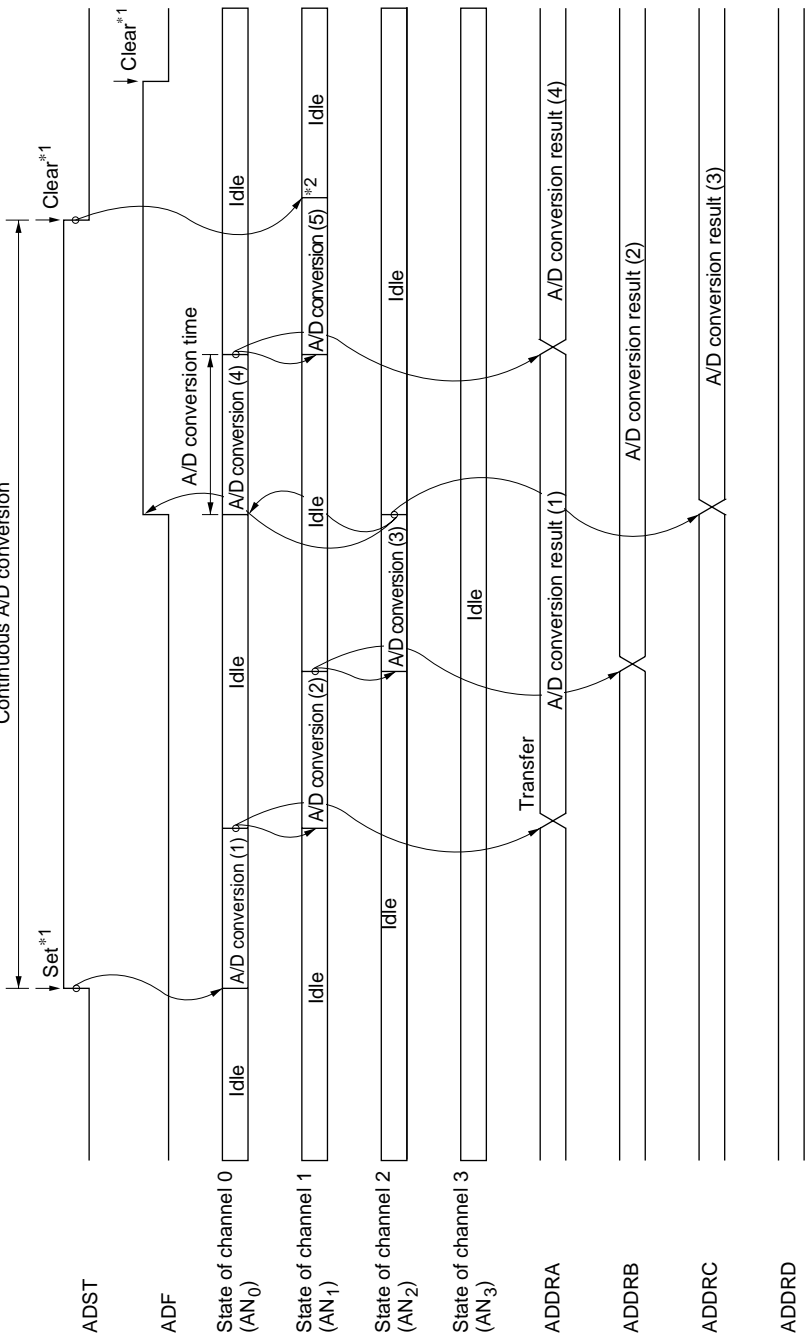 Continuous A/D conversion
Set*1
Clear*1
Clear*1
ADST
ADF
A/D conversion time
State of channel 0
(AN0)
Idle
A/D conversion (1)
Idle
A/D conversion (4)
Idle
State of channel 1
(AN1)
Idle
A/D conversion (2)
Idle
A/D conversion (5)
*2
Idle
State of channel 2
(AN2)
Idle
A/D conversion (3)
Idle
State of channel 3
(AN3)
Idle
Transfer
ADDRA
A/D conversion result (1)
A/D conversion result (4)
ADDRB
A/D conversion result (2)
ADDRC
A/D conversion result (3)
ADDRD